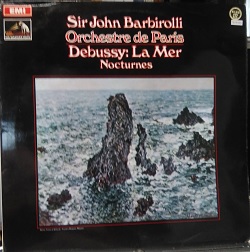 EMI
Sir John Barbirolli
Orchestre de Paris
Debussy: La Mer
Nocturnes